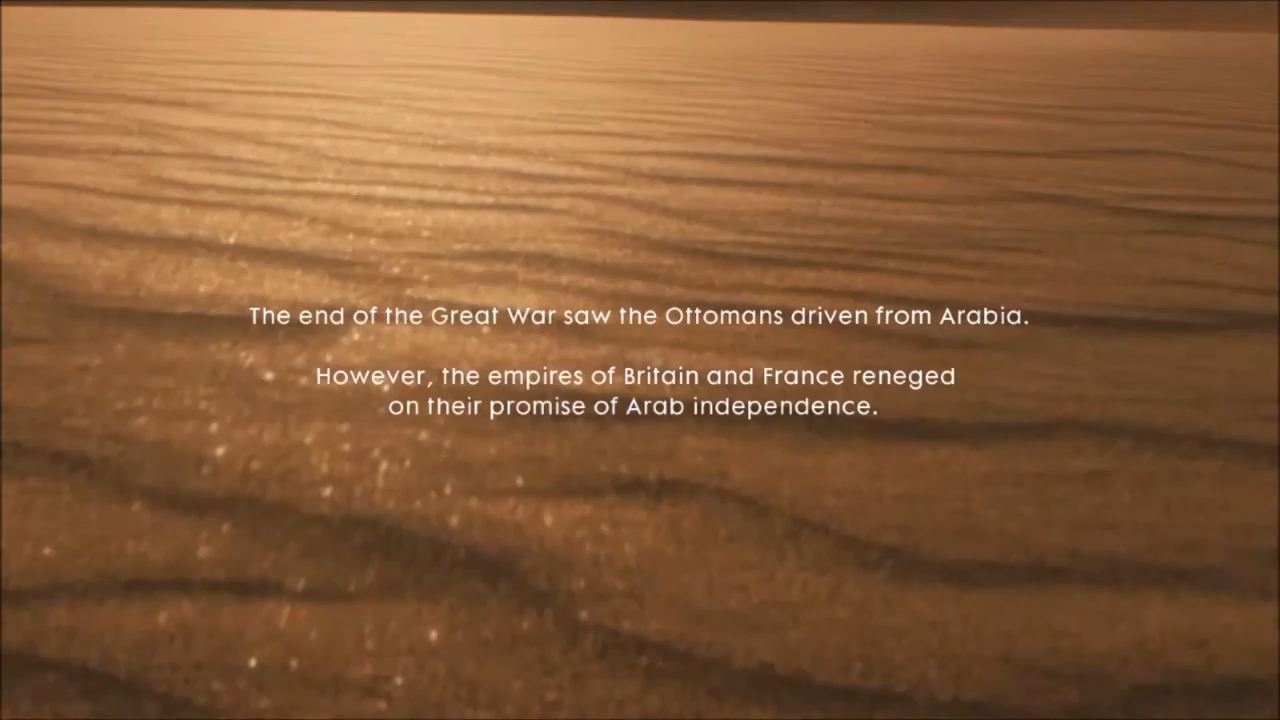 The end of the Great War saw the Ottomans driven from Arabia.
However, the empires of Britain and France reneged
on their promise of Arab independence.